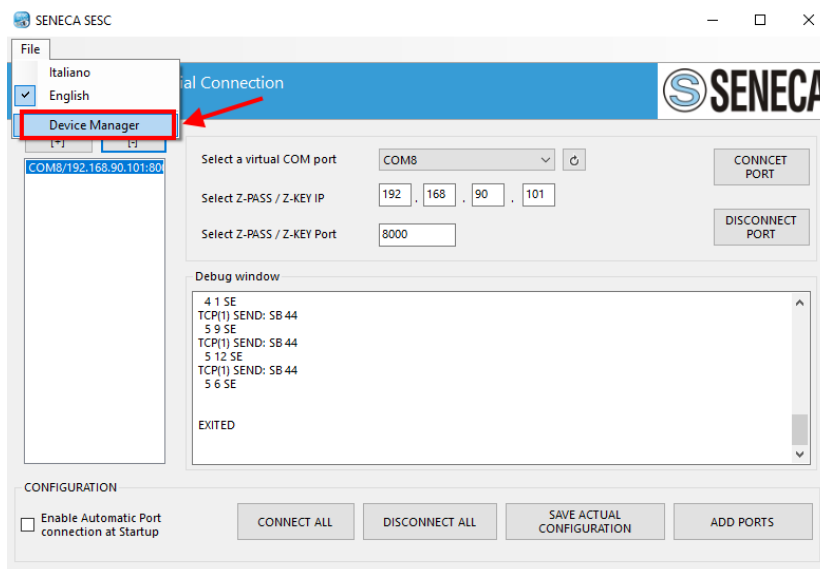 SENECA SESC
File
Italiano
English
Device Manager
ial Connection
SENECA
[+]
[-]
COM8/192.168.90.101:800
Select a virtual COM port
COM8
CONNCET
PORT
Select Z-PASS / Z-KEY IP
192 . 168 . 90 . 101
Select Z-PASS / Z-KEY Port
8000
DISCONNECT
PORT
Debug window
4 1 SE
TCP(1) SEND: SB 44
5 9 SE
TCP(1) SEND: SB 44
5 12 SE
TCP(1) SEND: SB 44
5 6 SE
EXITED
CONFIGURATION
Enable Automatic Port
connection at Startup
CONNECT ALL
DISCONNECT ALL
SAVE ACTUAL
CONFIGURATION
ADD PORTS